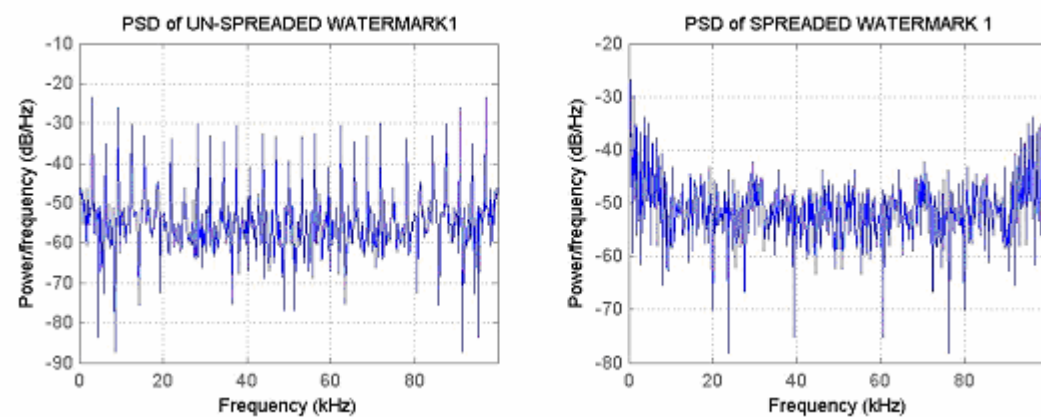 PSD of UN-SPREADED WATERMARK1
Power/frequency (dB/Hz)
-10
-20
-30
-40
-50
-60
-70
-80
-90
0 20 40 60 80
Frequency (kHz)
PSD of SPREADED WATERMARK 1
Power/frequency (dB/Hz)
-20
-30
-40
-50
-60
-70
-80
0 20 40 60 80
Frequency (kHz)